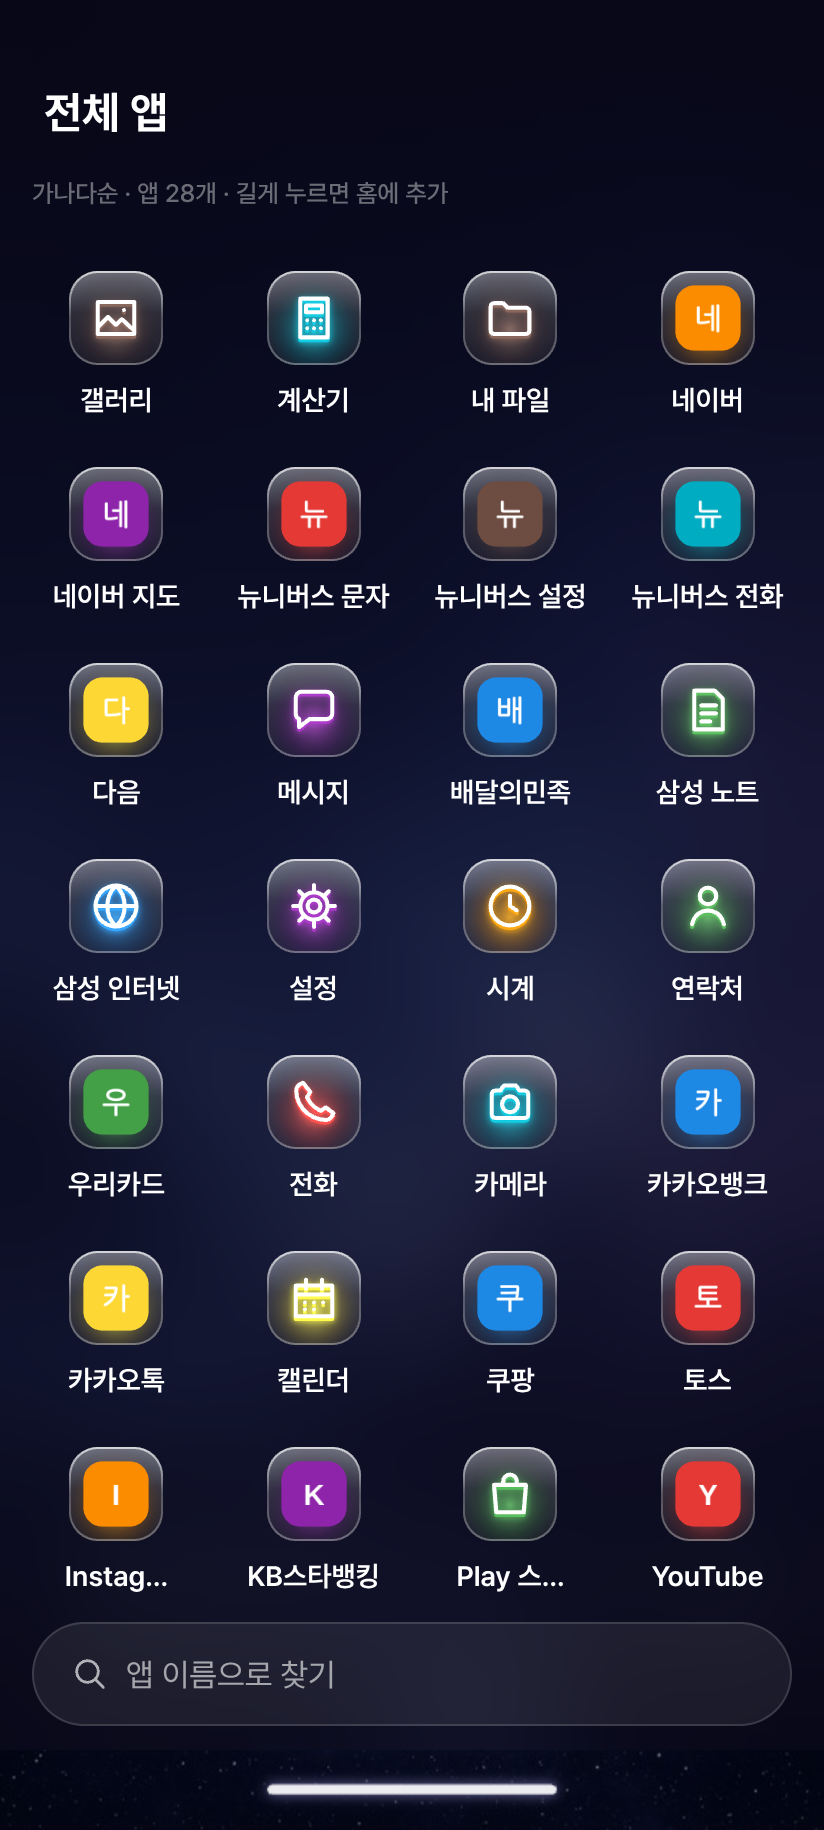 전체 앱
가나다순 · 앱 28개 · 길게 누르면 홈에 추가
네
갤러리 계산기 내 파일 네이버
네 뉴 뉴 뉴
네이버 지도 뉴니버스 문자 뉴니버스 설정 뉴니버스 전화
다 배
다음 메시지 배달의민족 삼성 노트
삼성 인터넷 설정 시계 연락처
우 카
우리카드 전화 카메라 카카오뱅크
카 쿠 토
카카오톡 캘린더 쿠팡 토스
I K Y
Instag... KB스타뱅킹 Play 스... YouTube
앱 이름으로 찾기